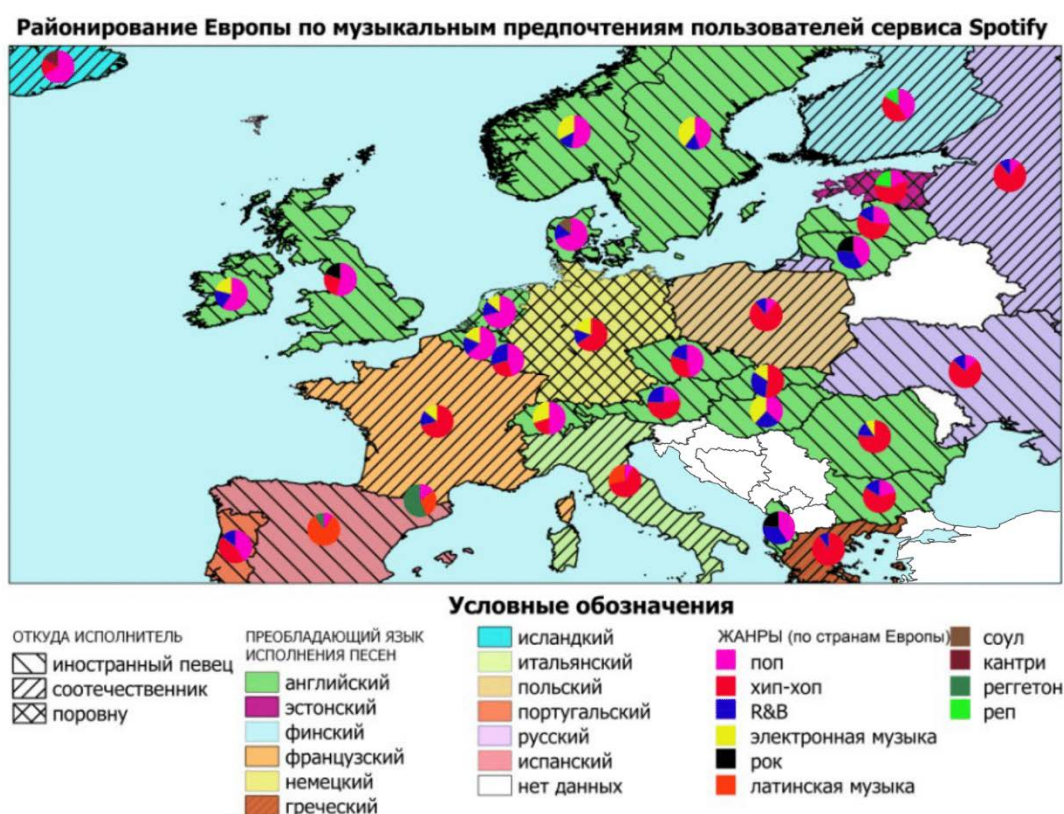 Районирование Европы по музыкальным предпочтениям пользователей сервиса Spotify
Условные обозначения
ОТКУДА ИСПОЛНИТЕЛЬ
иностранный певец
соотечественник
поровну
ПРЕОБЛАДАЮЩИЙ ЯЗЫК
ИСПОЛНЕНИЯ ПЕСЕН
английский
эстонский
финский
французский
немецкий
греческий
исландкий
итальянский
польский
португальский
русский
испанский
нет данных
ЖАНРЫ (по странам Европы)
поп
хип-хоп
R&B
электронная музыка
рок
латинская музыка
соул
кантри
реггетон
реп